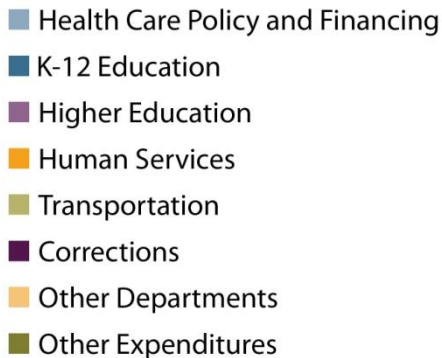 Health Care Policy and Financing
K-12 Education
Higher Education
Human Services
Transportation
Corrections
Other Departments
Other Expenditures